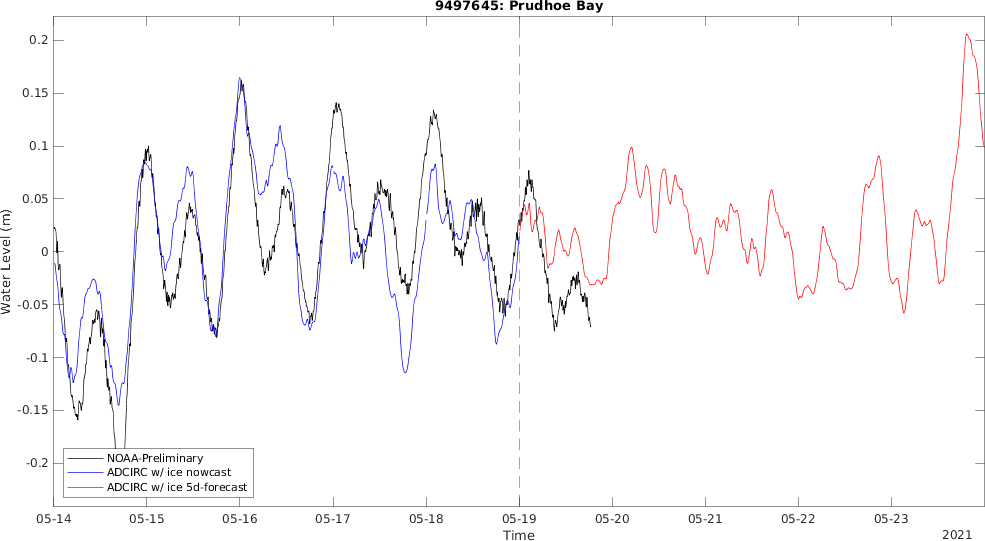 9497645: Prudhoe Bay
Water Level (m)
0.2
0.15
0.1
0.05
0
-0.05
-0.1
-0.15
-0.2
NOAA-Preliminary
ADCIRC w/ ice nowcast
ADCIRC w/ ice 5d-forecast
05-14 05-15 05-16 05-17 05-18 05-19 05-20 05-21 05-22 05-23
Time
2021